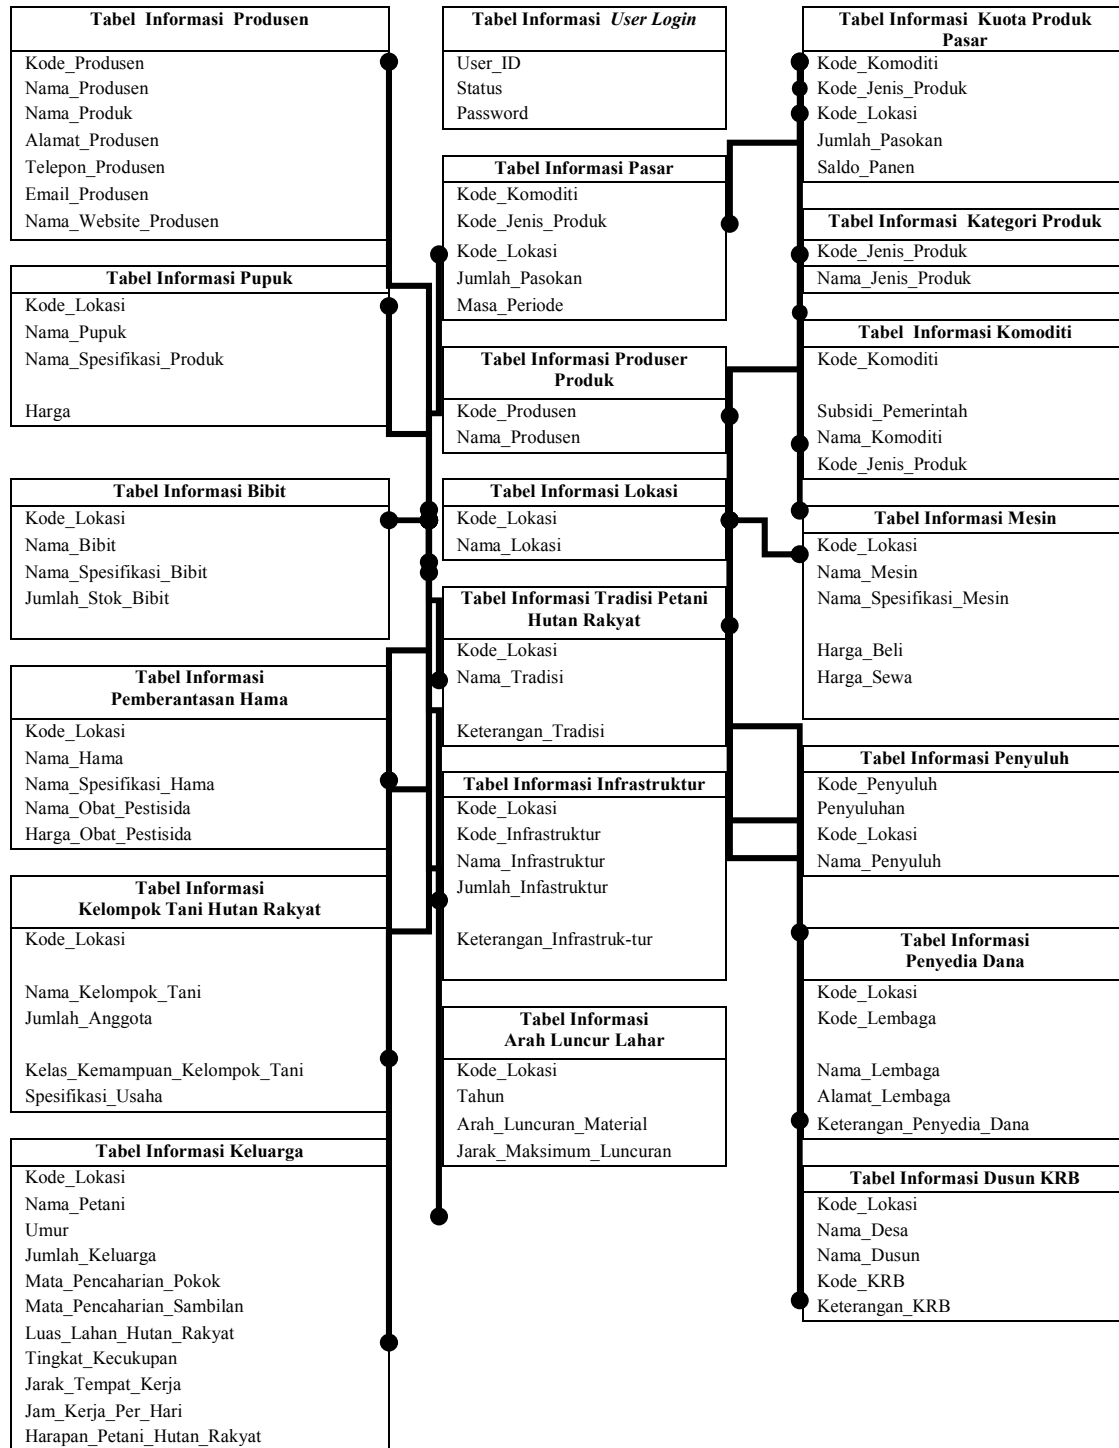 Tabel Informasi Produsen
Kode_Produsen
Nama_Produsen
Nama_Produk
Alamat_Produsen
Telepon_Produsen
Email_Produsen
Nama_Website_Produsen
Tabel Informasi Pupuk
Kode_Lokasi
Nama_Pupuk
Nama_Spesifikasi_Produk
Harga
Tabel Informasi Bibit
Kode_Lokasi
Nama_Bibit
Nama_Spesifikasi_Bibit
Jumlah_Stok_Bibit
Tabel Informasi
Pemberantasan Hama
Kode_Lokasi
Nama_Hama
Nama_Spesifikasi_Hama
Nama_Obat_Pestisida
Harga_Obat_Pestisida
Tabel Informasi
Kelompok Tani Hutan Rakyat
Kode_Lokasi
Nama_Kelompok_Tani
Jumlah_Anggota
Kelas_Kemampuan_Kelompok_Tani
Spesifikasi_Usaha
Tabel Informasi Keluarga
Kode_Lokasi
Nama_Petani
Umur
Jumlah_Keluarga
Mata_Pencaharian_Pokok
Mata_Pencaharian_Sambilan
Luas_Lahan_Hutan_Rakyat
Tingkat_Kecukupan
Jarak_Tempat_Kerja
Jam_Kerja_Per_Hari
Harapan_Petani_Hutan_Rakyat
Tabel Informasi User Login
User_ID
Status
Password
Tabel Informasi Pasar
Kode_Komoditi
Kode_Jenis_Produk
Kode_Lokasi
Jumlah_Pasokan
Masa_Periode
Tabel Informasi Produser
Produk
Kode_Produsen
Nama_Produsen
Tabel Informasi Lokasi
Kode_Lokasi
Nama_Lokasi
Tabel Informasi Tradisi Petani
Hutan Rakyat
Kode_Lokasi
Nama_Tradisi
Keterangan_Tradisi
Tabel Informasi Infrastruktur
Kode_Lokasi
Kode_Infrastruktur
Nama_Infrastruktur
Jumlah_Infastruktur
Keterangan_Infrastruk-tur
Tabel Informasi
Arah Luncur Lahar
Kode_Lokasi
Tahun
Arah_Luncuran_Material
Jarak_Maksimum_Luncuran
Tabel Informasi Kuota Produk
Pasar
Kode_Komoditi
Kode_Jenis_Produk
Kode_Lokasi
Jumlah_Pasokan
Saldo_Panen
Tabel Informasi Kategori Produk
Kode_Jenis_Produk
Nama_Jenis_Produk
Tabel Informasi Komoditi
Kode_Komoditi
Subsidi_Pemerintah
Nama_Komoditi
Kode_Jenis_Produk
Tabel Informasi Mesin
Kode_Lokasi
Nama_Mesin
Nama_Spesifikasi_Mesin
Harga_Beli
Harga_Sewa
Tabel Informasi Penyuluh
Kode_Penyuluh
Penyuluhan
Kode_Lokasi
Nama_Penyuluh
Tabel Informasi
Penyedia Dana
Kode_Lokasi
Kode_Lembaga
Nama_Lembaga
Alamat_Lembaga
Keterangan_Penyedia_Dana
Tabel Informasi Dusun KRB
Kode_Lokasi
Nama_Desa
Nama_Dusun
Kode_KRB
Keterangan_KRB